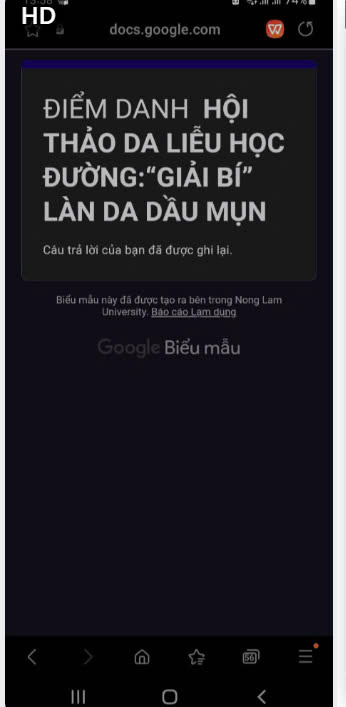 HD
docs.google.com
ĐIỂM DANH HỘI
THẢO DA LIỄU HỌC
ĐƯỜNG:“GIẢI BÍ”
LÀN DA DẦU MỤN
Câu trả lời của bạn đã được ghi lại.
Biểu mẫu này đã được tạo ra bên trong Nong Lam
University. Báo cáo Lạm dụng
Google Biểu mẫu
56